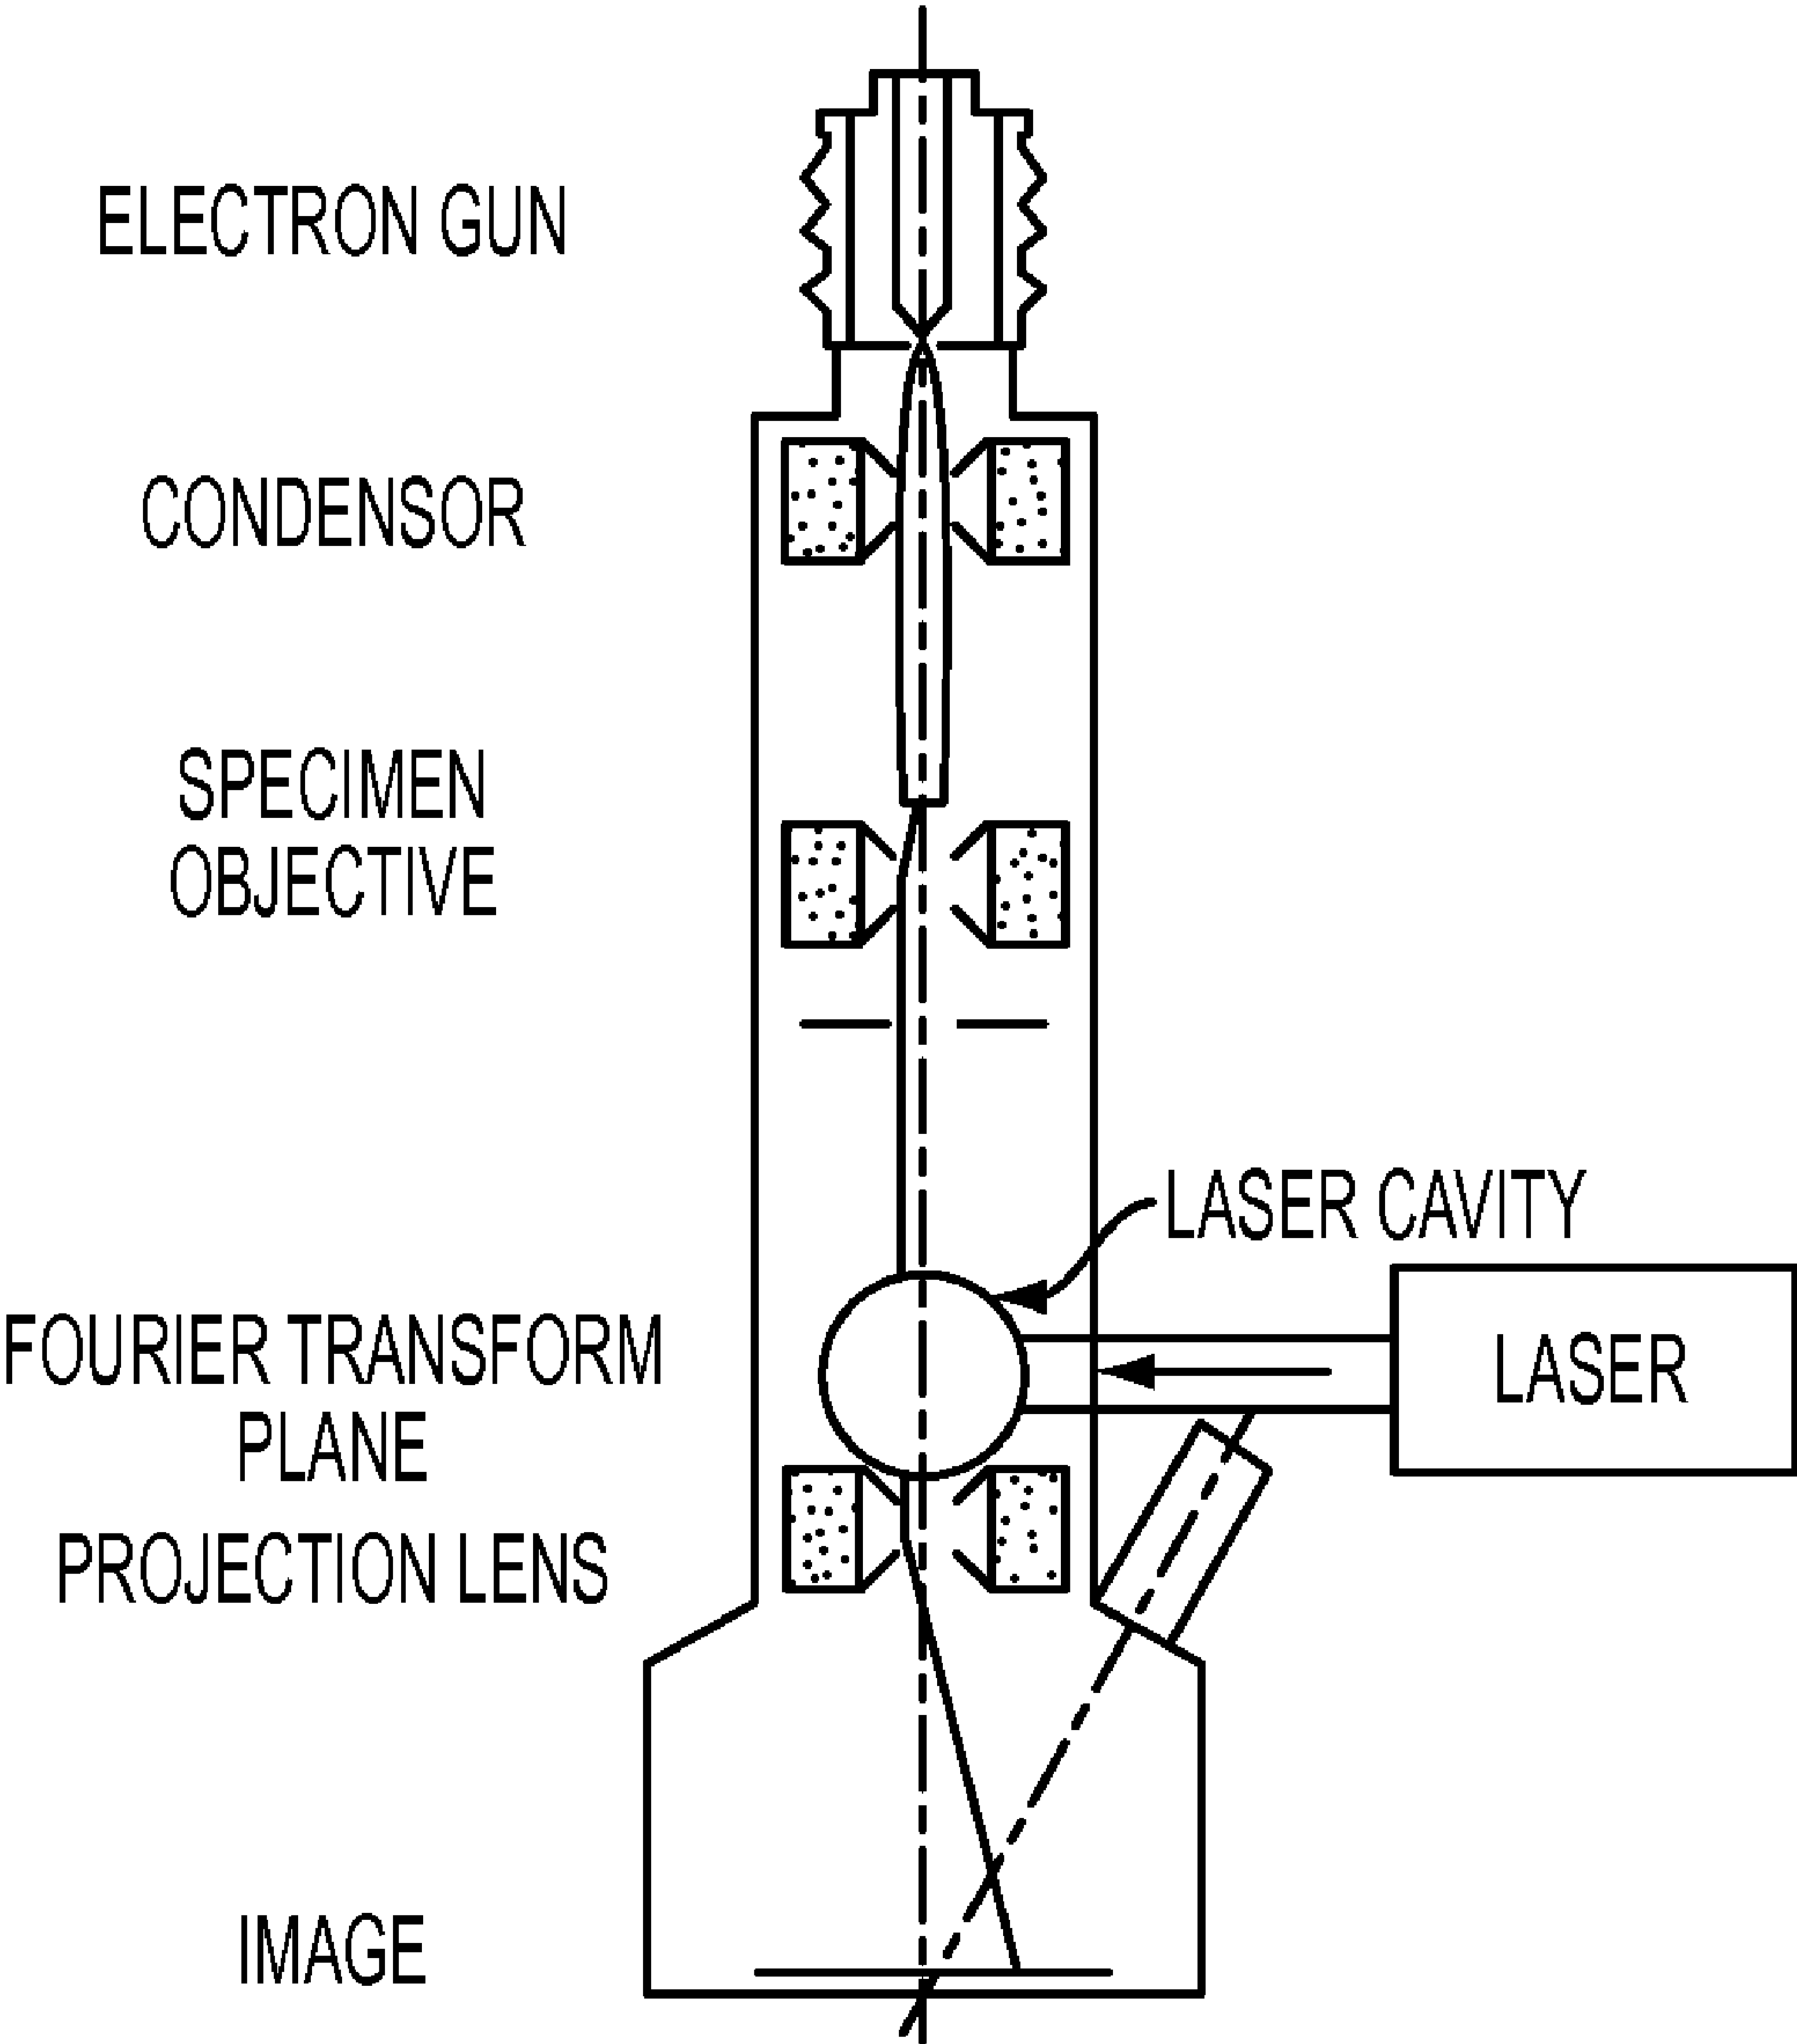 ELECTRON GUN
CONDENSOR
SPECIMEN
OBJECTIVE
LASER CAVITY
FOURIER TRANSFORM
PLANE
LASER
PROJECTION LENS
IMAGE